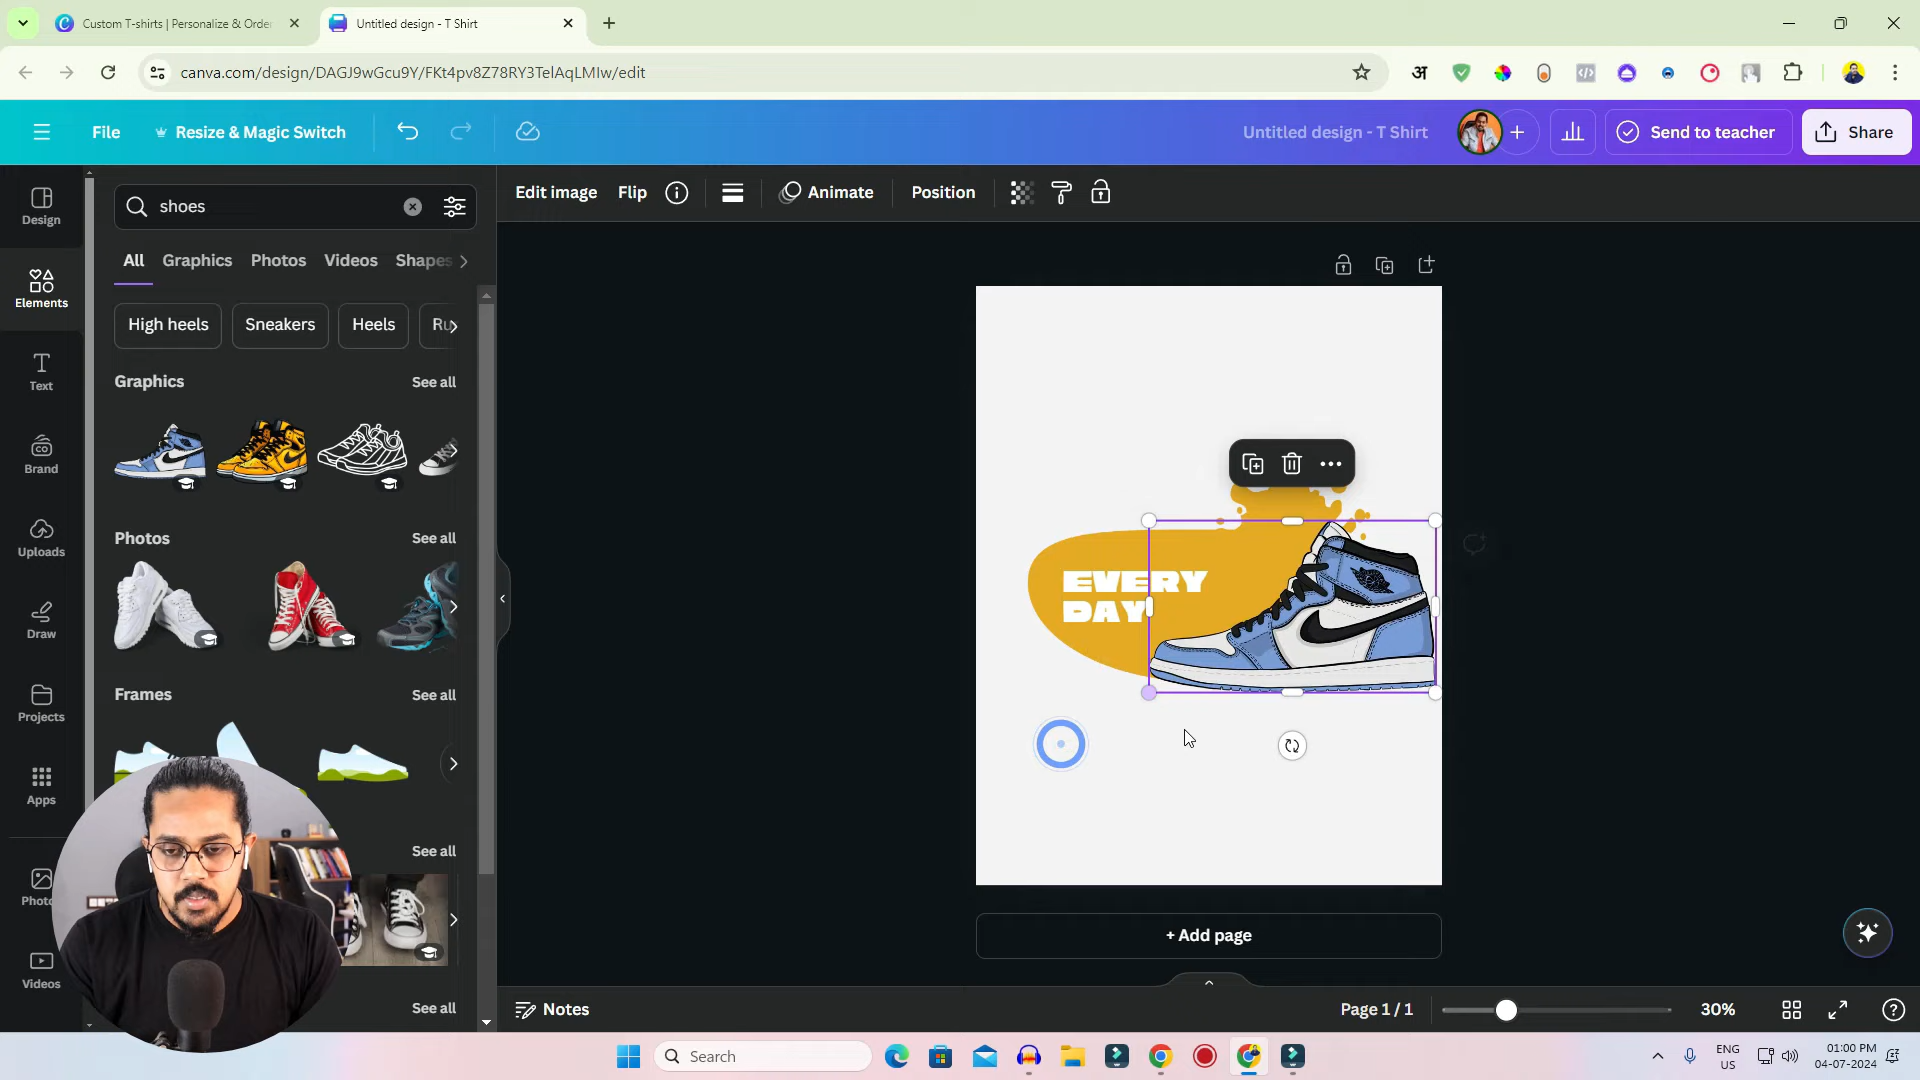 Custom T-shirts | Personalize & Orde
Untitled design - T Shirt
canva.com/design/DAGJ9wGcu9Y/FKt4pv8Z78RY3TelAqLMIw/edit
अ
File
Resize & Magic Switch
Untitled design - T Shirt
Send to teacher
Share
Design
Elements
Text
Brand
Uploads
Draw
Projects
Apps
Videos
shoes
All
Graphics
Photos
Videos
Shapes
High heels
Sneakers
Heels
Ru
Graphics
See all
Photos
See all
Frames
See all
See all
See all
Edit image
Flip
Animate
Position
EVERY
DAY
+ Add page
Notes
Page 1 / 1
30%
Search
ENG
US
01:00 PM
04-07-2024